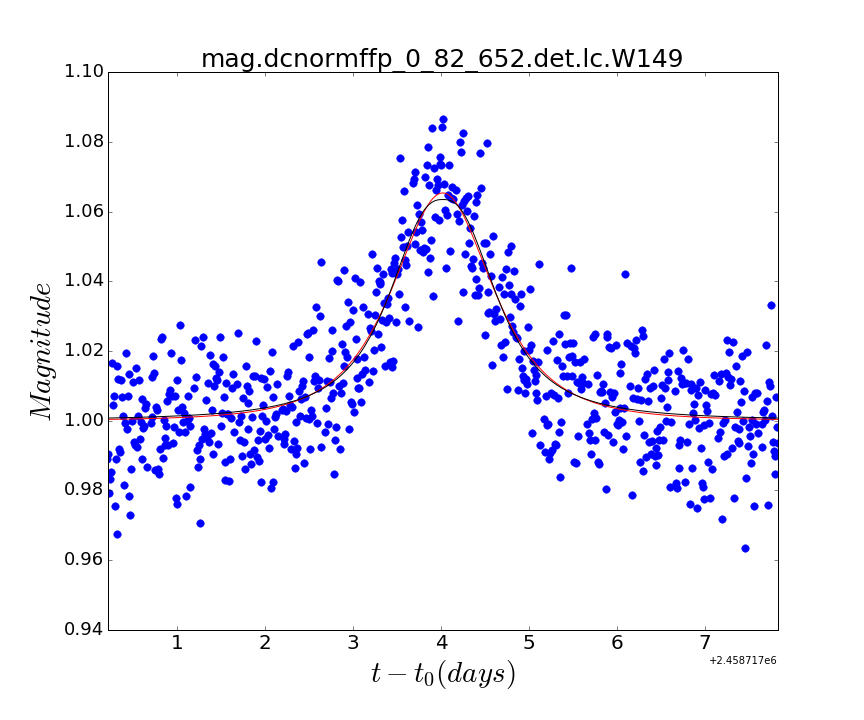 mag.dcnormffp_0_82_652.det.lc.W149
1.10
1.08
1.06
1.04
1.02
1.00
0.98
0.96
0.94
Magnitude
1 2 3 4 5 6 7
+2.458717e6
t − t₀(days)